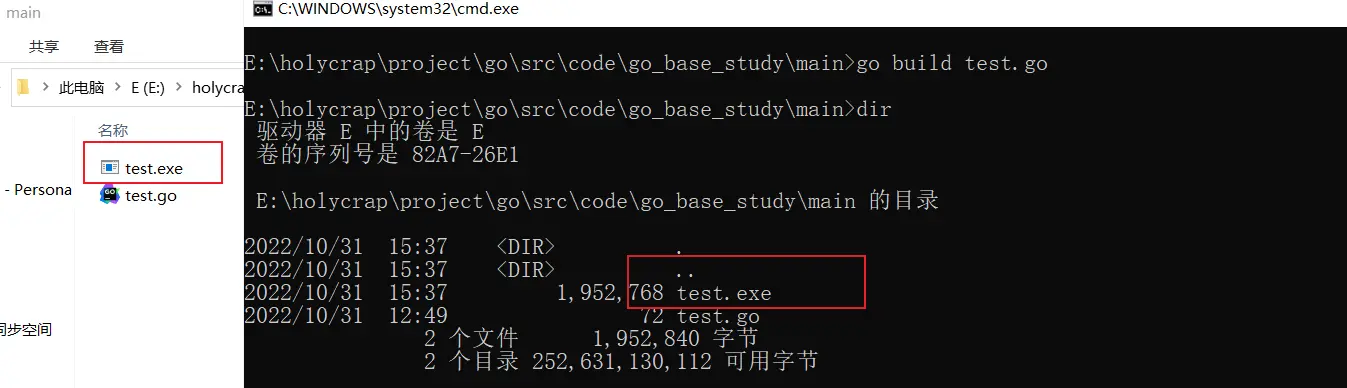 main
共享 查看
此电脑 > E (E:) > holycra
名称
test.exe
- Persona
test.go
同步空间
C:\WINDOWS\system32\cmd.exe
E:\holycrap\project\go\src\code\go_base_study\main>go build test.go
E:\holycrap\project\go\src\code\go_base_study\main>dir
驱动器 E 中的卷是 E
卷的序列号是 82A7-26E1
E:\holycrap\project\go\src\code\go_base_study\main 的目录
2022/10/31 15:37 <DIR> .
2022/10/31 15:37 <DIR> ..
2022/10/31 15:37 1,952,768 test.exe
2022/10/31 12:49 72 test.go
2 个文件 1,952,840 字节
2 个目录 252,631,130,112 可用字节